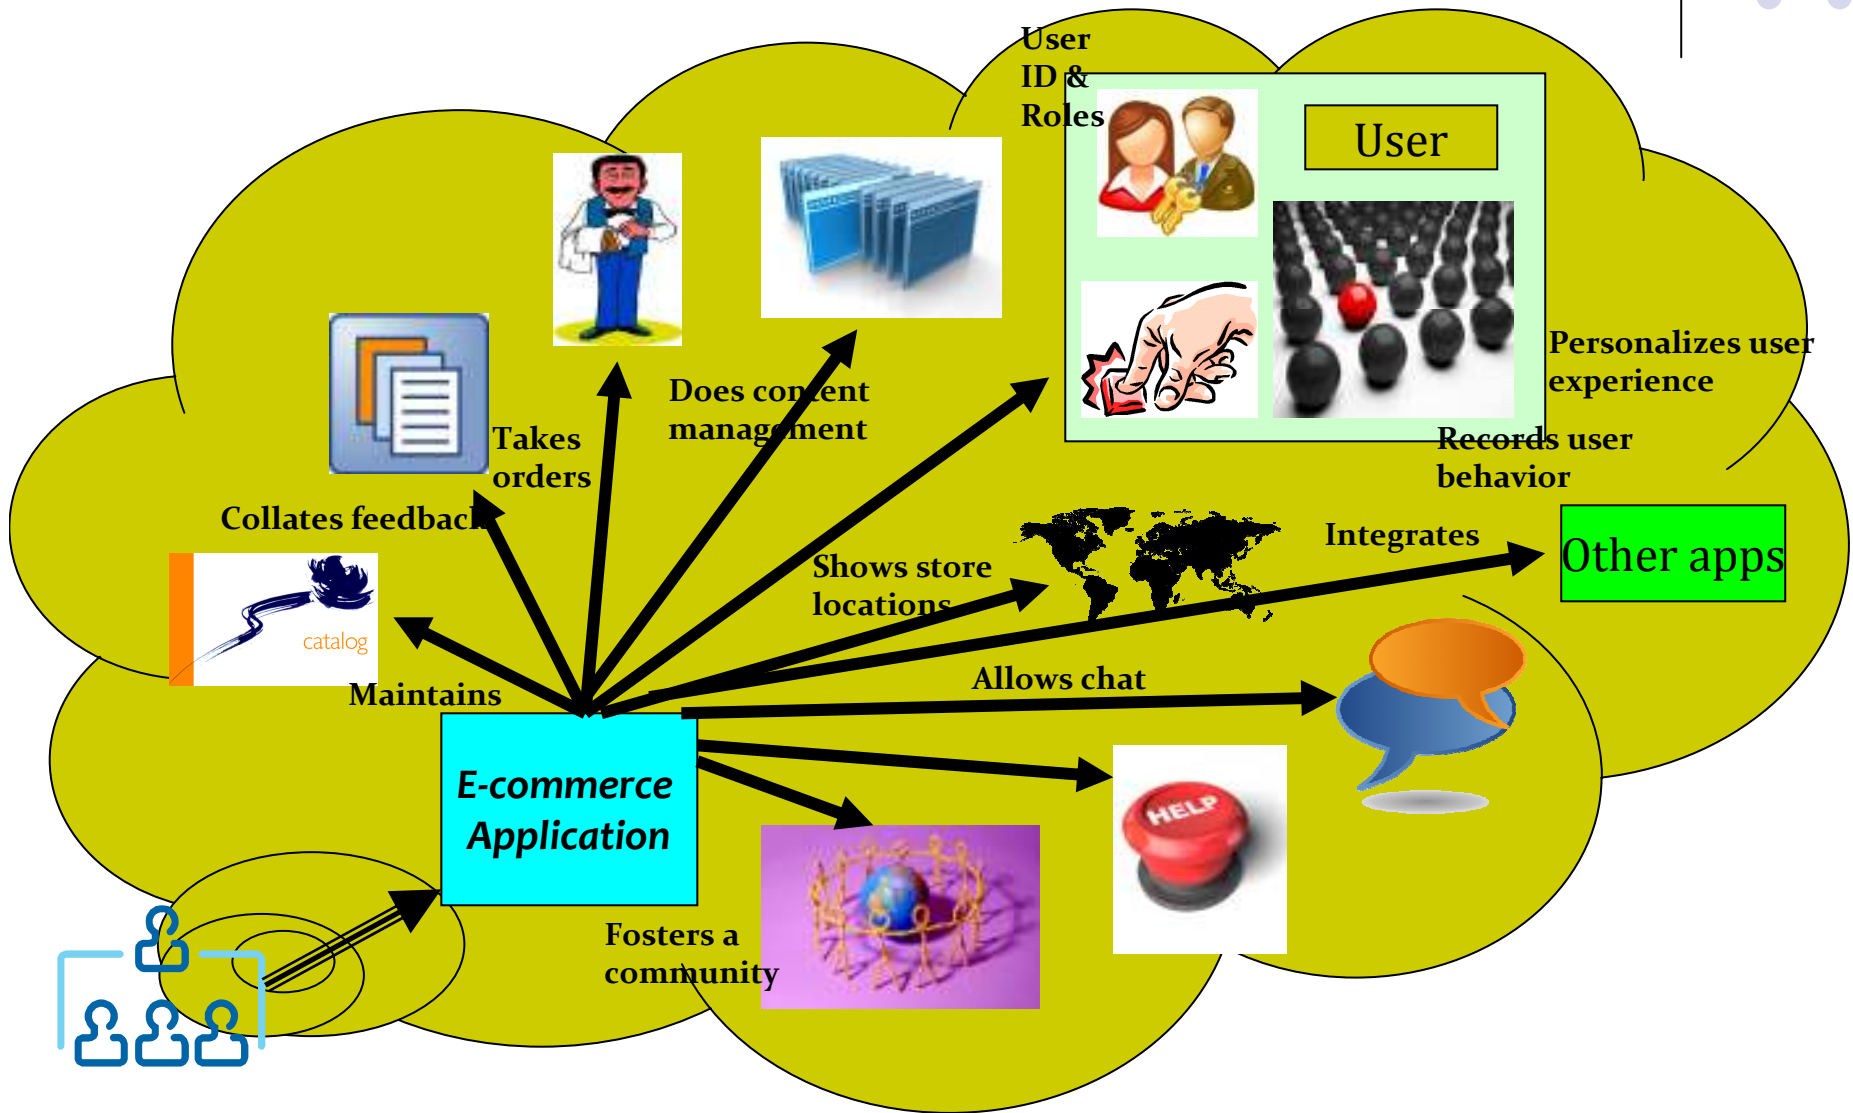 User
ID &
Roles
User
Personalizes user
experience
Does content
management
Takes
orders
Records user
behavior
Collates feedback
Integrates
Other apps
Shows store
locations
catalog
Allows chat
Maintains
E-commerce
Application
HELP
Fosters a
community